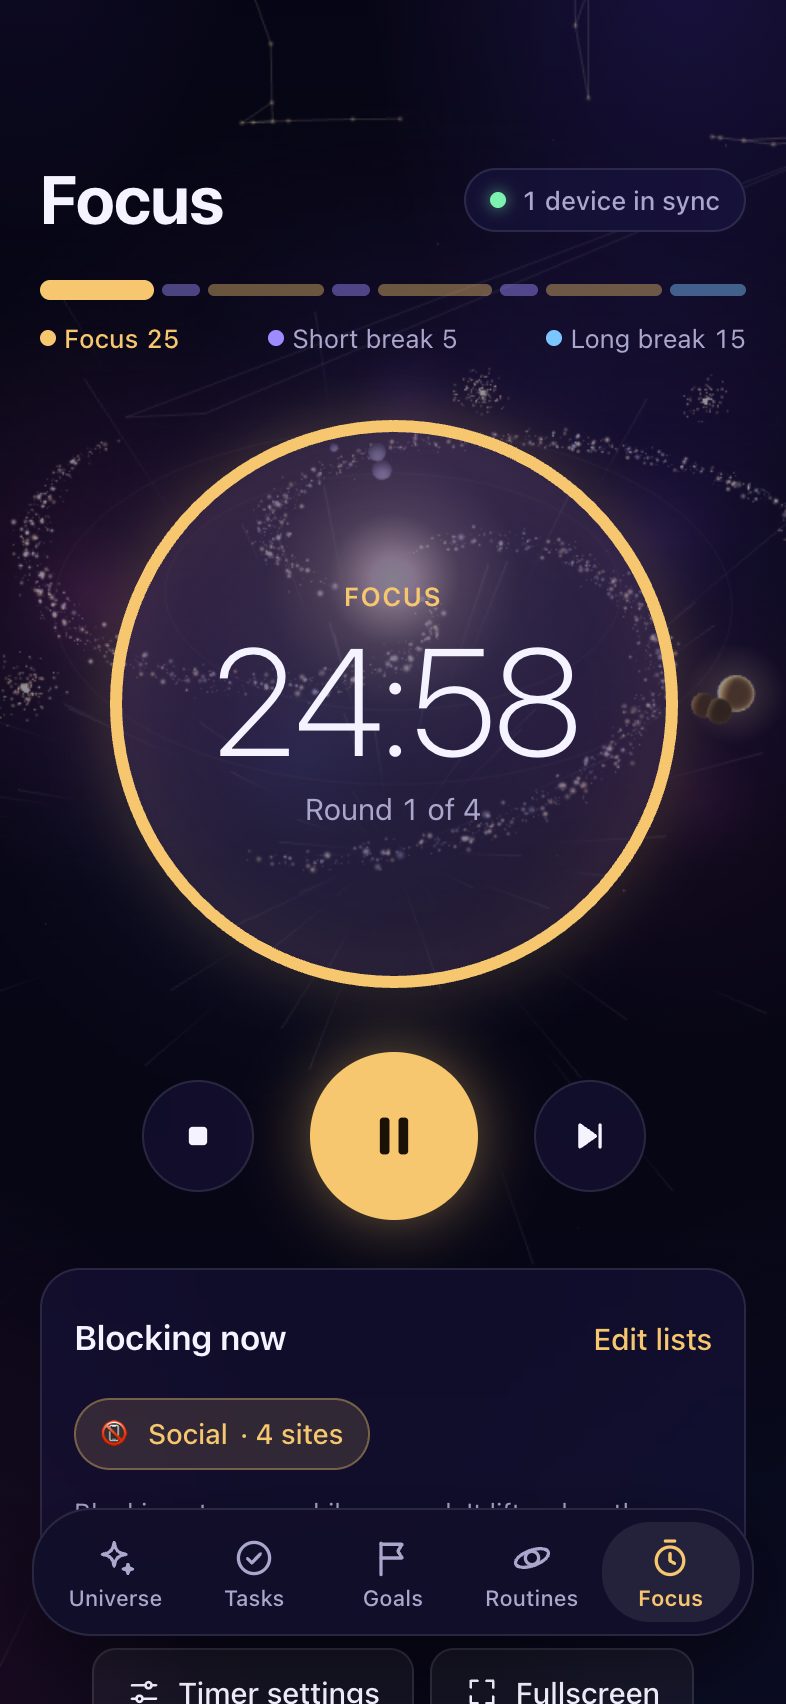 Focus
1 device in sync
Focus 25
Short break 5
Long break 15
FOCUS
24:58
Round 1 of 4
Blocking now
Edit lists
Social · 4 sites
Universe
Tasks
Goals
Routines
Focus
Timer settings
Fullscreen